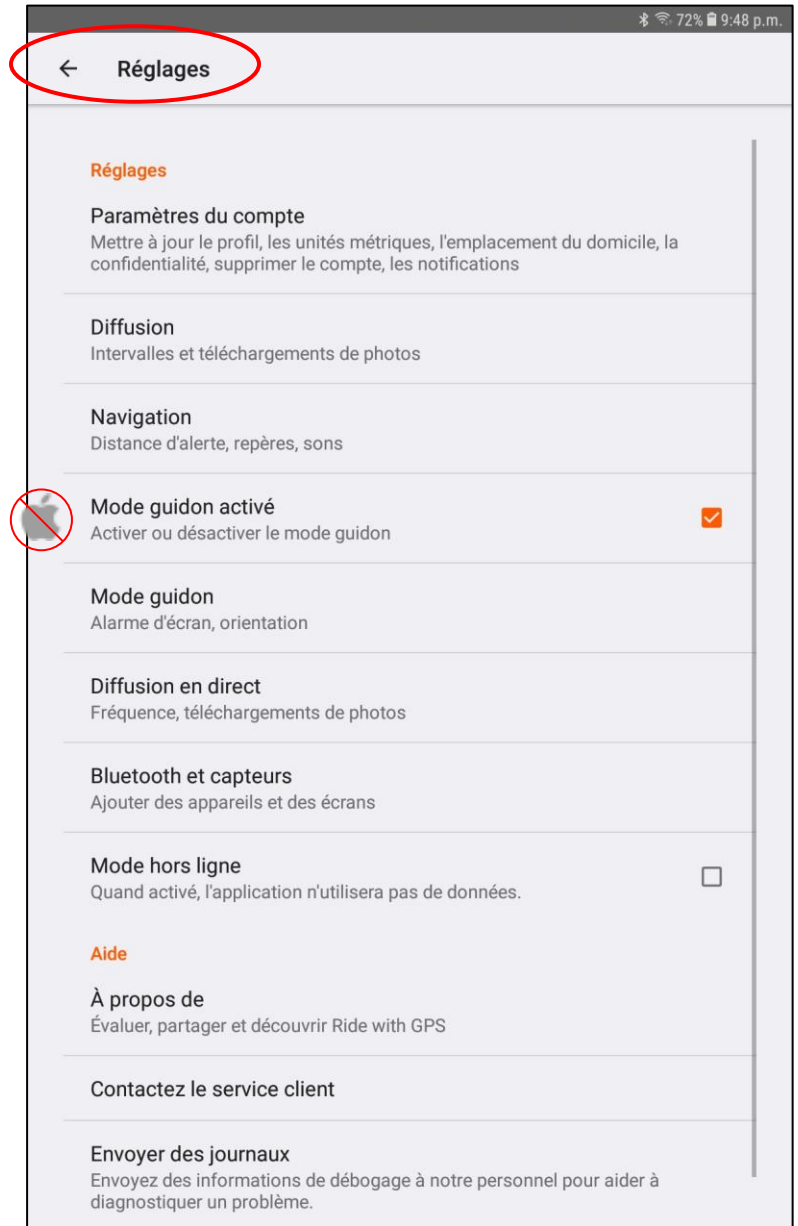 72% 9:48 p.m.
← Réglages
Réglages
Paramètres du compte
Mettre à jour le profil, les unités métriques, l'emplacement du domicile, la
confidentialité, supprimer le compte, les notifications
Diffusion
Intervalles et téléchargements de photos
Navigation
Distance d'alerte, repères, sons
Mode guidon activé
Activer ou désactiver le mode guidon
Mode guidon
Alarme d'écran, orientation
Diffusion en direct
Fréquence, téléchargements de photos
Bluetooth et capteurs
Ajouter des appareils et des écrans
Mode hors ligne
Quand activé, l'application n'utilisera pas de données.
Aide
À propos de
Évaluer, partager et découvrir Ride with GPS
Contactez le service client
Envoyer des journaux
Envoyez des informations de débogage à notre personnel pour aider à
diagnostiquer un problème.